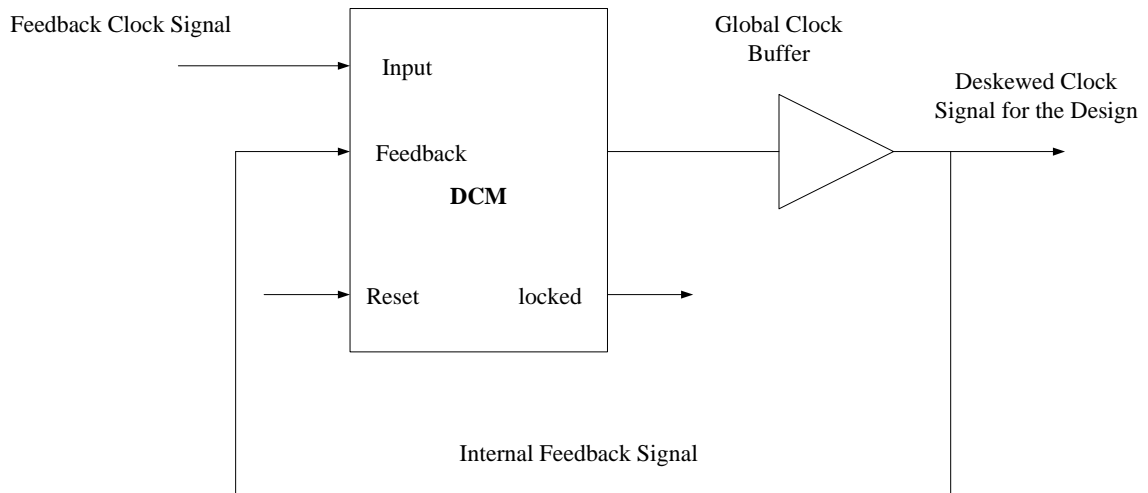 Feedback Clock Signal
Global Clock
Buffer
Input
Deskewed Clock
Signal for the Design
Feedback
DCM
Reset
locked
Internal Feedback Signal